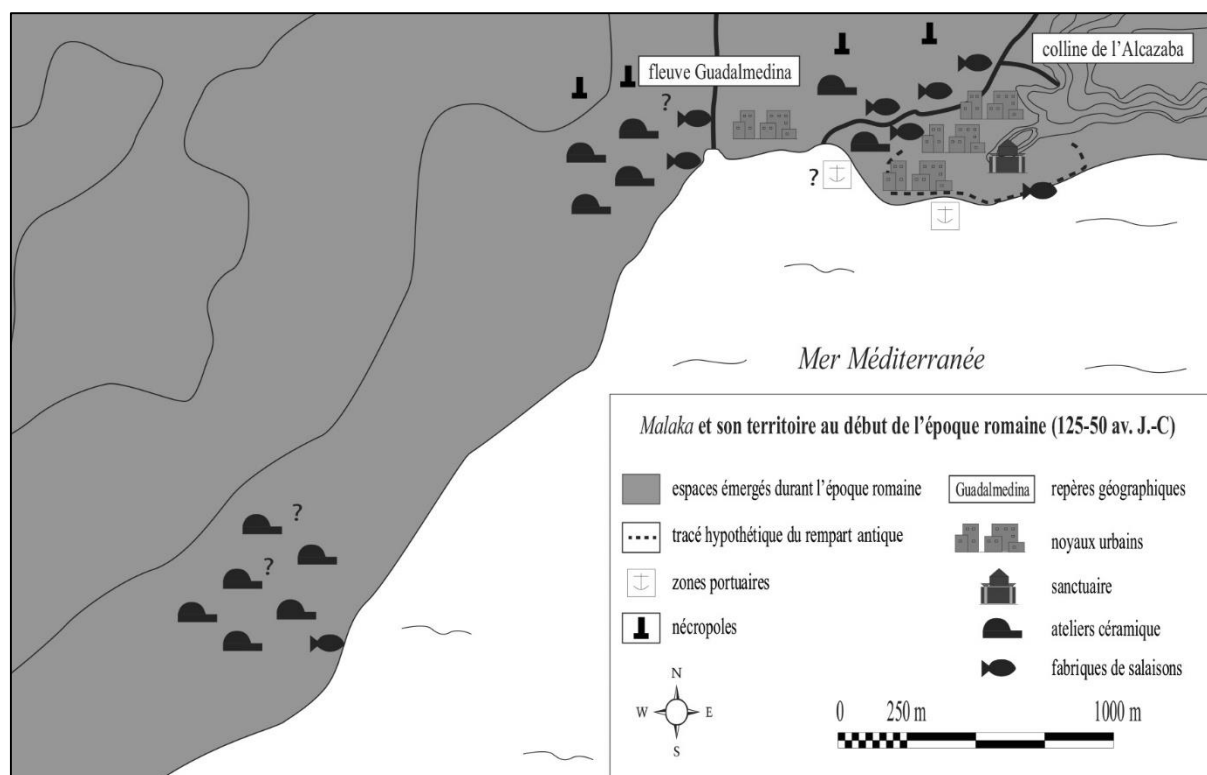 fleuve Guadalmedina
colline de l’Alcazaba
?
?
Mer Méditerranée
?
?
Malaka et son territoire au début de l’époque romaine (125-50 av. J.-C)
espaces émergés durant l’époque romaine
tracé hypothétique du rempart antique
zones portuaires
nécropoles
Guadalmedina
repères géographiques
noyaux urbains
sanctuaire
ateliers céramique
fabriques de salaisons
N
W
E
S
0 250 m 1000 m